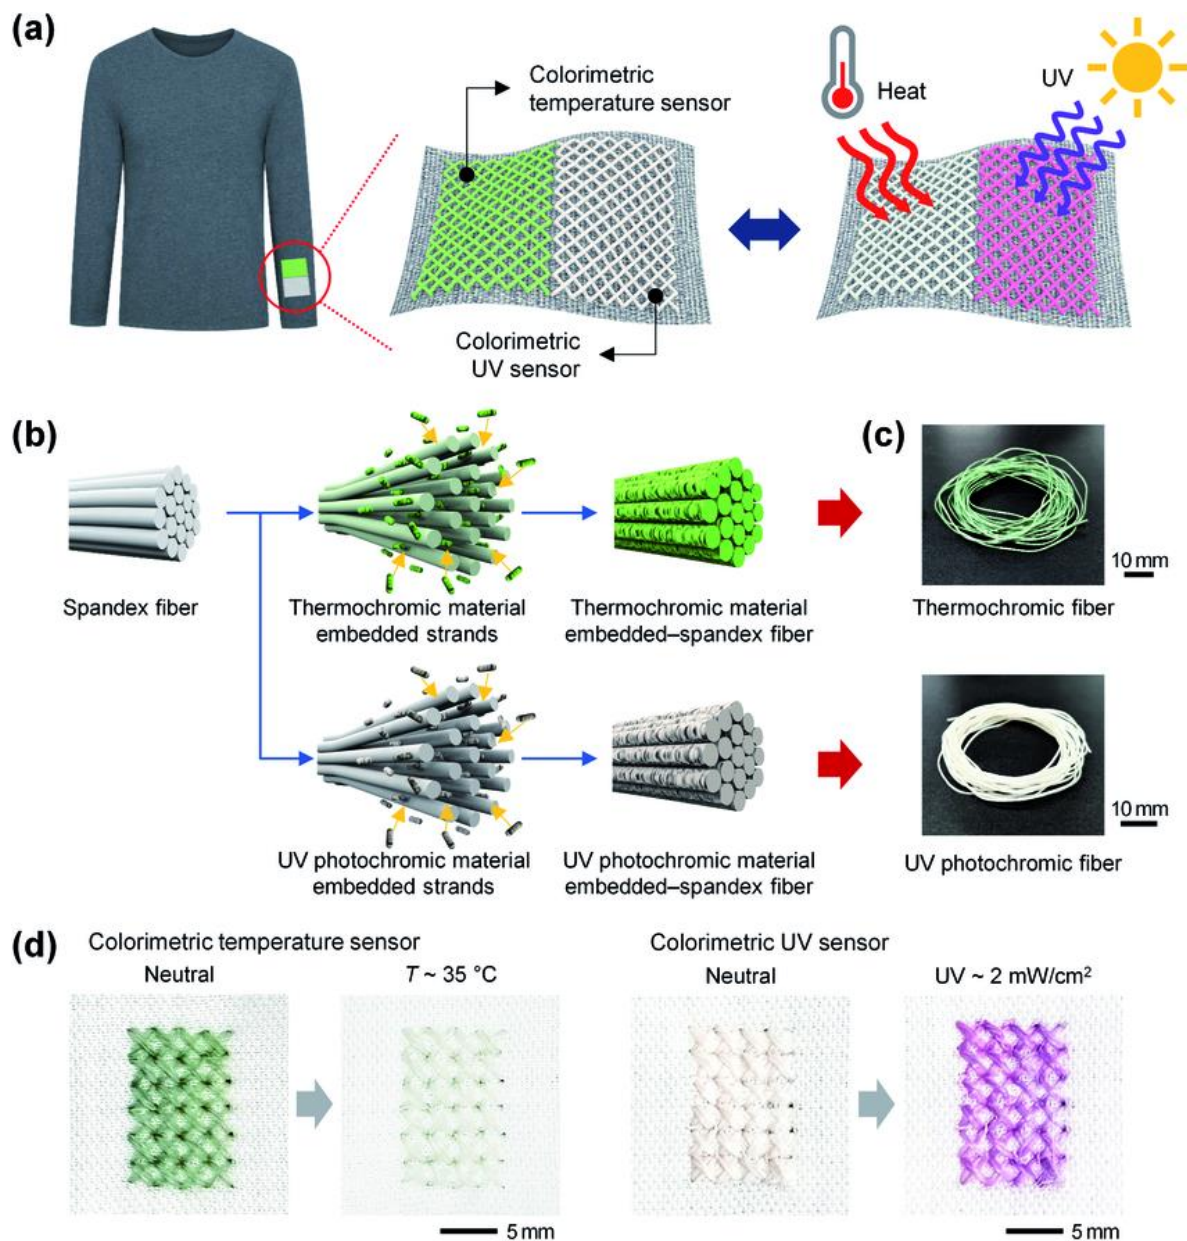 (a)
Colorimetric
temperature sensor
Heat
UV
Colorimetric
UV sensor
(b)
Spandex fiber
Thermochromic material
embedded strands
Thermochromic material
embedded–spandex fiber
UV photochromic material
embedded strands
UV photochromic material
embedded–spandex fiber
(c)
10 mm
Thermochromic fiber
10 mm
UV photochromic fiber
(d)
Colorimetric temperature sensor
Neutral
T ~ 35 °C
5 mm
Colorimetric UV sensor
Neutral
UV ~ 2 mW/cm²
5 mm